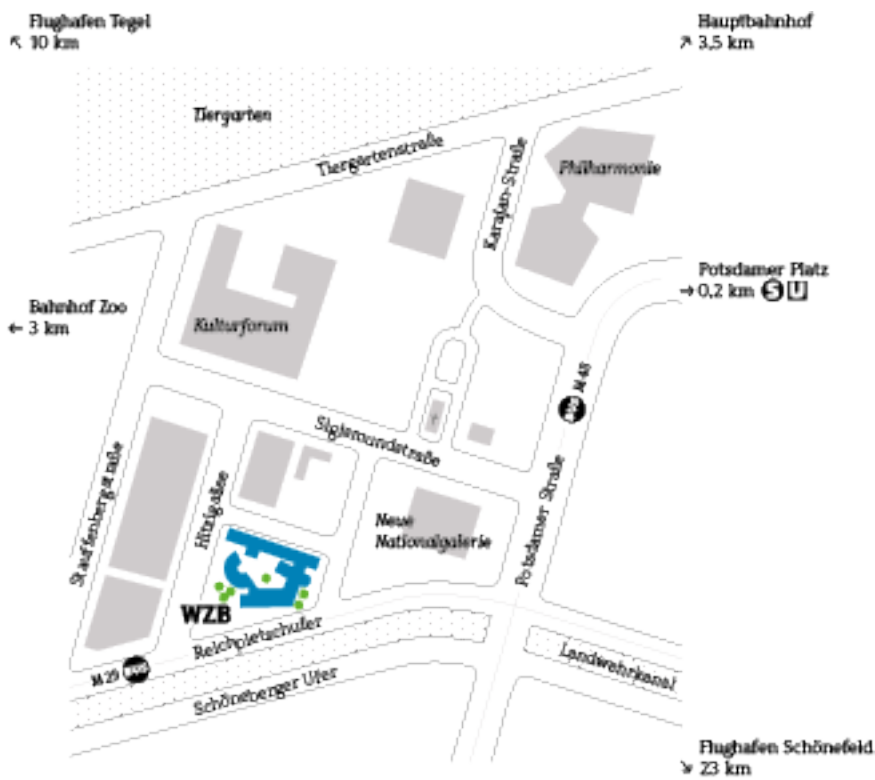 Flughafen Tegel
↖ 10 km
Hauptbahnhof
↗ 3,5 km
Tiergarten
Tiergartenstraße
Karajan-Straße
Philharmonie
Potsdamer Platz
→ 0,2 km S U
Bahnhof Zoo
← 3 km
Kulturforum
M48
Sigismundstraße
Stauffenbergstraße
Hitzigallee
Neue
Nationalgalerie
Potsdamer Straße
WZB
Reichpietschufer
M29
Landwehrkanal
Schöneberger Ufer
Flughafen Schönefeld
↘ 23 km